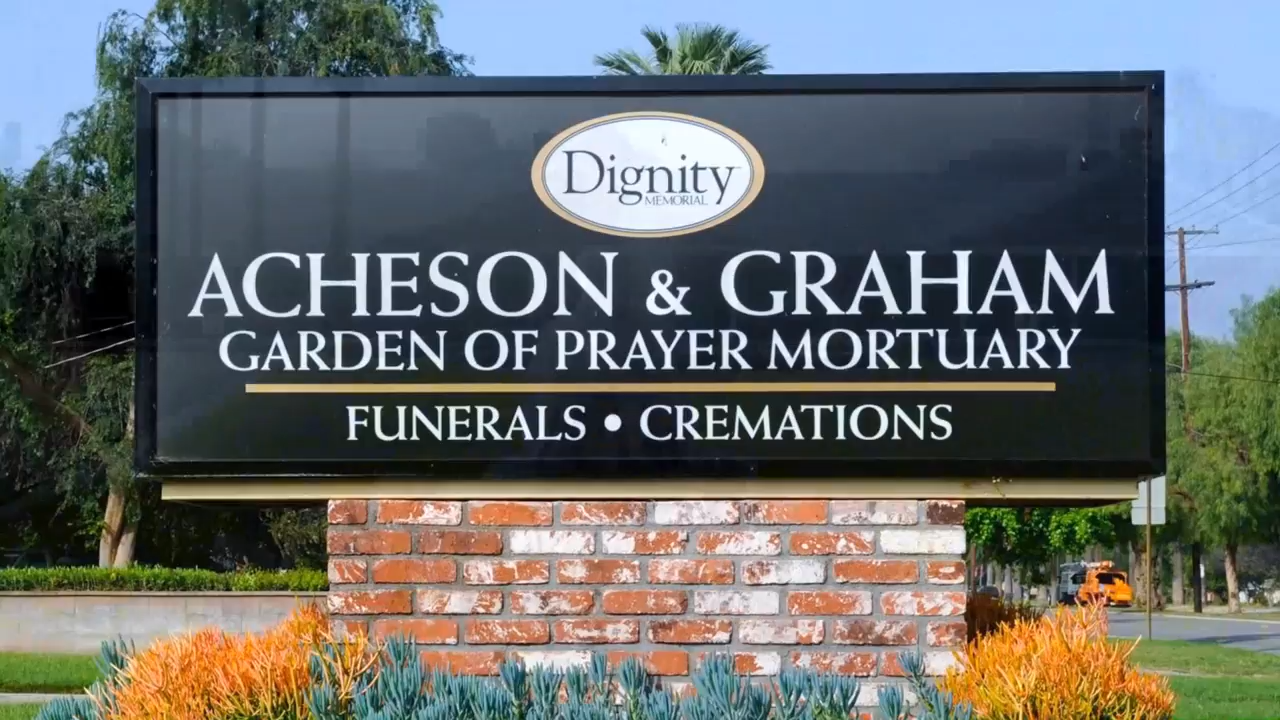 Dignity
MEMORIAL
ACHESON & GRAHAM
GARDEN OF PRAYER MORTUARY
FUNERALS • CREMATIONS